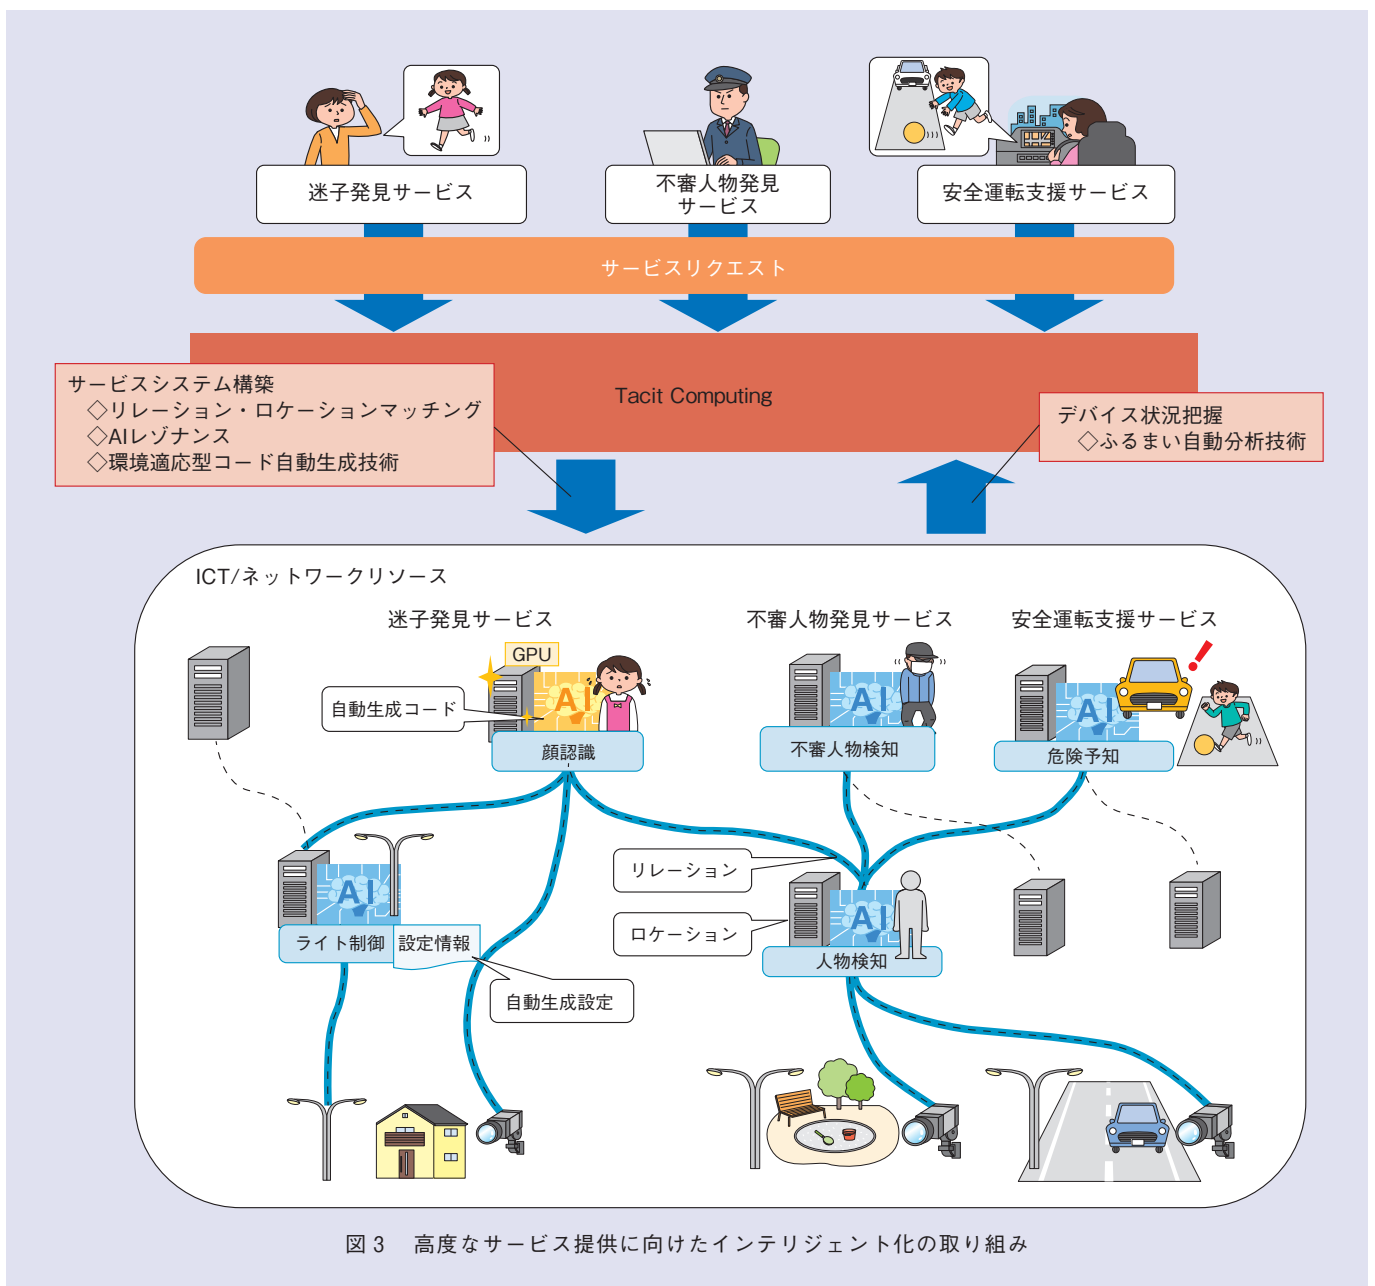 迷子発見サービス
不審人物発見
サービス
安全運転支援サービス
サービスリクエスト
Tacit Computing
サービスシステム構築
◇リレーション・ロケーションマッチング
◇AIレゾナンス
◇環境適応型コード自動生成技術
デバイス状況把握
◇ふるまい自動分析技術
ICT/ネットワークリソース
迷子発見サービス
不審人物発見サービス
安全運転支援サービス
GPU
AI
自動生成コード
顔認識
AI
不審人物検知
AI
危険予知
リレーション
ロケーション
AI
ライト制御
設定情報
自動生成設定
AI
人物検知
図3 高度なサービス提供に向けたインテリジェント化の取り組み